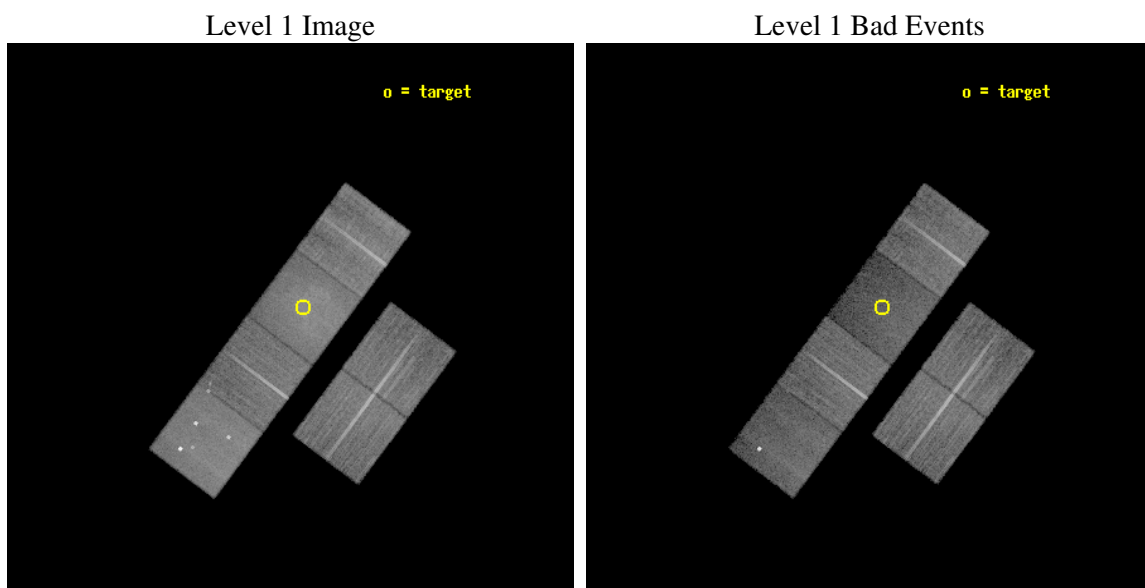 Level 1 Image
Level 1 Bad Events
o = target
o = target